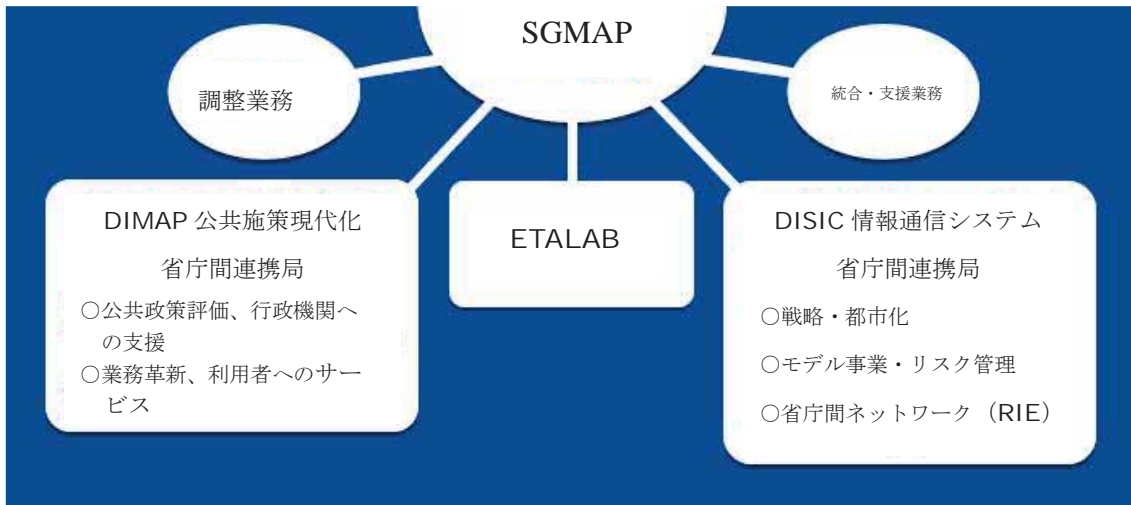 SGMAP
調整業務
統合・支援業務
DIMAP 公共施策現代化
省庁間連携局
○公共政策評価、行政機関へ
の支援
○業務革新、利用者へのサー
ビス
ETALAB
DISIC 情報通信システム
省庁間連携局
○戦略・都市化
○モデル事業・リスク管理
○省庁間ネットワーク（RIE）